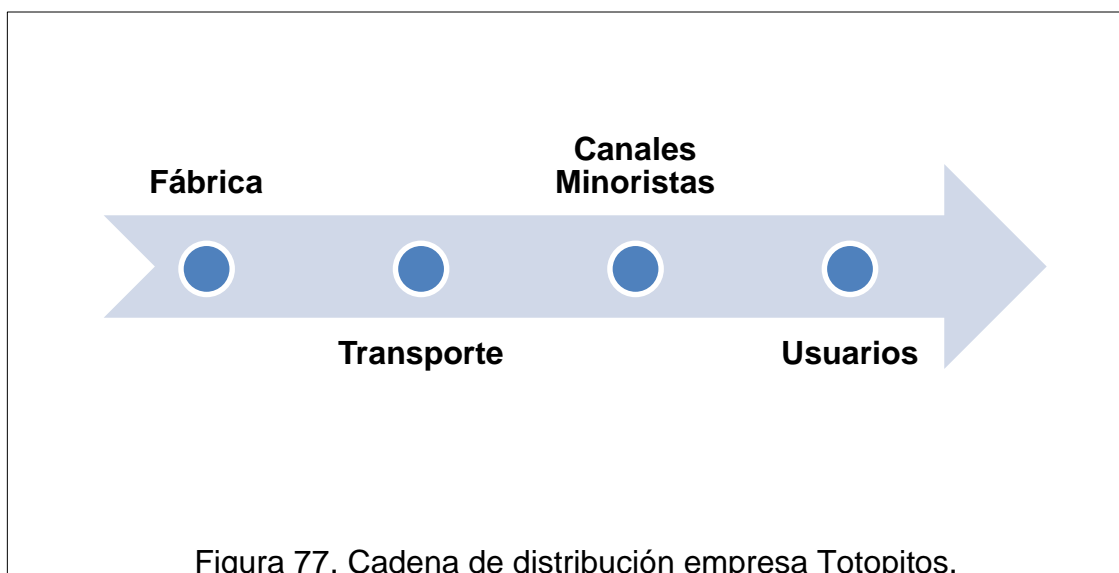 Fábrica
Canales
Minoristas
Transporte
Usuarios
Figura 77. Cadena de distribución empresa Totopitos.